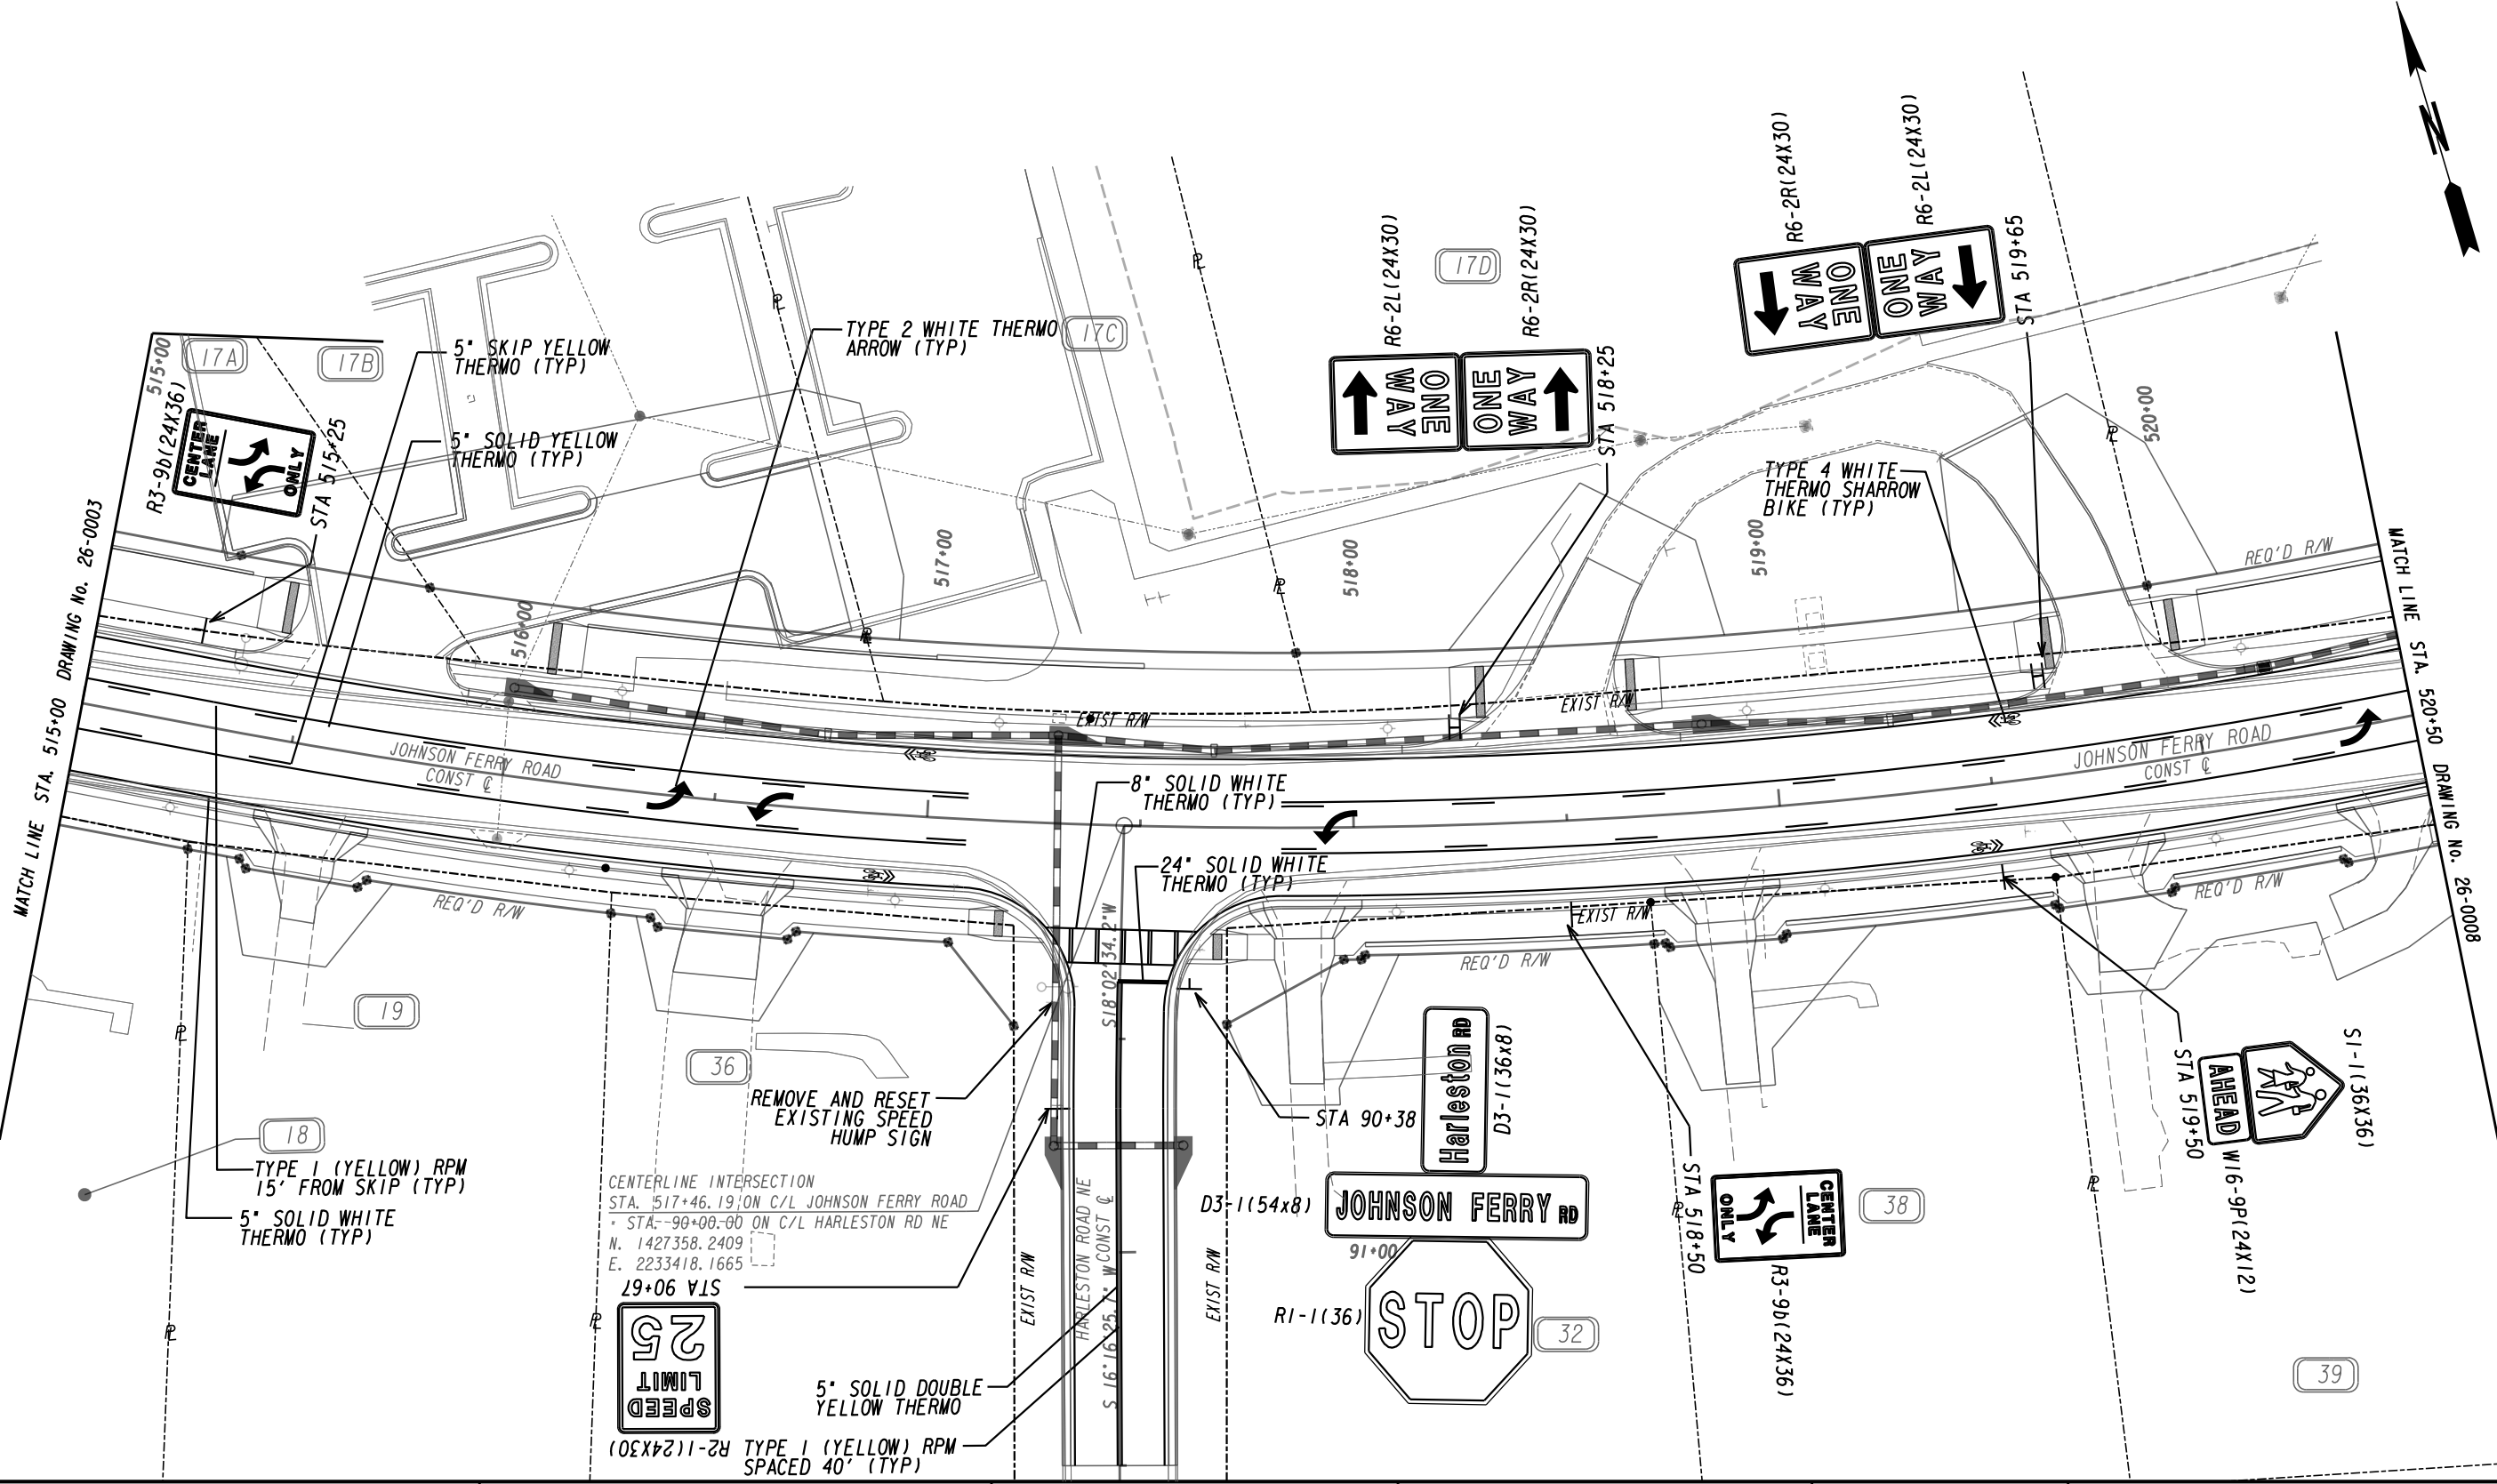 N
R6-2R(24X30)
R6-2L(24X30)
ONE
WAY
ONE
WAY
STA 519+65
R6-2L(24X30)
R6-2R(24X30)
17D
ONE
WAY
ONE
WAY
STA 518+25
515+00
17A
17B
R3-9b(24X36)
CENTER
LANE
ONLY
STA 515+25
5" SKIP YELLOW
THERMO (TYP)
5" SOLID YELLOW
THERMO (TYP)
TYPE 2 WHITE THERMO
ARROW (TYP)
17C
TYPE 4 WHITE
THERMO SHARROW
BIKE (TYP)
516+00
517+00
518+00
519+00
520+00
REQ'D R/W
MATCH LINE STA. 515+00 DRAWING No. 26-0003
MATCH LINE STA. 520+50 DRAWING No. 26-0008
EXIST R/W
EXIST R/W
JOHNSON FERRY ROAD
CONST ℄
JOHNSON FERRY ROAD
CONST ℄
8" SOLID WHITE
THERMO (TYP)
24" SOLID WHITE
THERMO (TYP)
REQ'D R/W
EXIST R/W
REQ'D R/W
REQ'D R/W
S18°02'34.2"W
19
36
18
REMOVE AND RESET
EXISTING SPEED
HUMP SIGN
STA 90+38
Harleston RD
D3-1(36x8)
D3-1(54x8)
JOHNSON FERRY RD
91+00
R1-1(36)
STOP
32
STA 518+50
CENTER
LANE
ONLY
R3-9b(24X36)
38
STA 519+50
AHEAD
W16-9P(24X12)
S1-1(36X36)
39
TYPE 1 (YELLOW) RPM
15' FROM SKIP (TYP)
5" SOLID WHITE
THERMO (TYP)
CENTERLINE INTERSECTION
STA. 517+46.19 ON C/L JOHNSON FERRY ROAD
= STA. 90+00.00 ON C/L HARLESTON RD NE
N. 1427358.2409
E. 2233418.1665
STA 90+67
SPEED
LIMIT
25
R2-1(24X30)
EXIST R/W
HARLESTON ROAD NE
CONST ℄
S 16°16'25.7" W
EXIST R/W
5" SOLID DOUBLE
YELLOW THERMO
TYPE 1 (YELLOW) RPM
SPACED 40' (TYP)